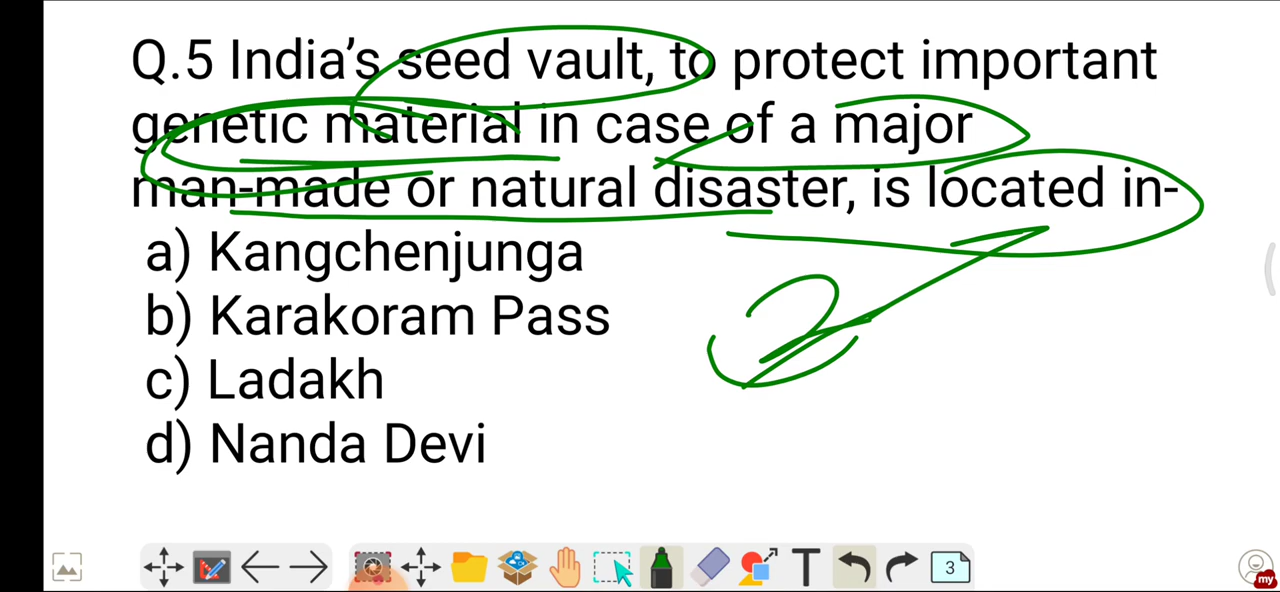 Q.5 India's seed vault, to protect important
genetic material in case of a major
man-made or natural disaster, is located in-
a) Kangchenjunga
b) Karakoram Pass
c) Ladakh
d) Nanda Devi
T
3
my